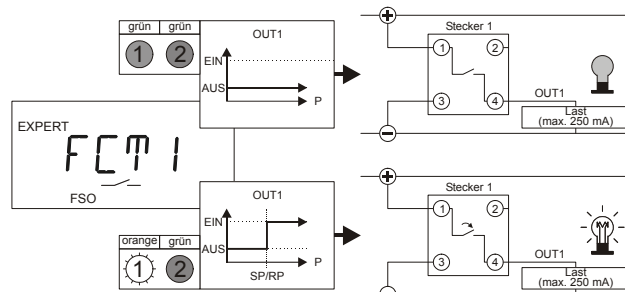 grün grün
1 2
OUT1
EIN
AUS
P
Stecker 1
1 2
3 4
OUT1
Last
(max. 250 mA)
EXPERT
FCTM1
FSO
OUT1
EIN
AUS
P
SP/RP
orange grün
1 2
Stecker 1
1 2
3 4
OUT1
Last
(max. 250 mA)